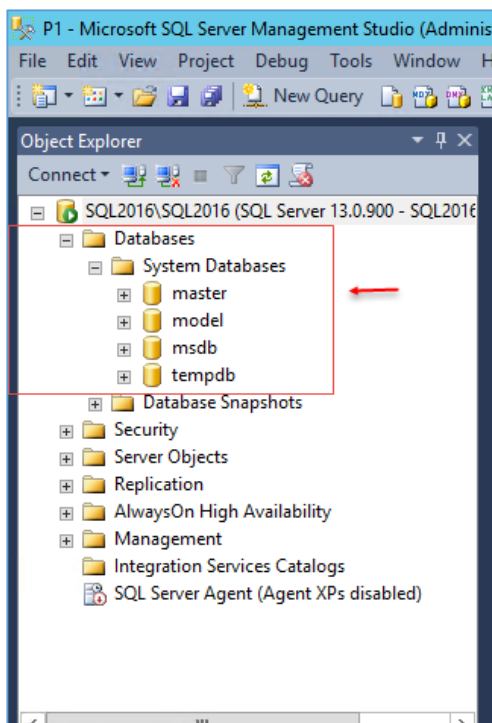 P1 - Microsoft SQL Server Management Studio (Adminis
File Edit View Project Debug Tools Window H
New Query
Object Explorer
Connect
SQL2016\SQL2016 (SQL Server 13.0.900 - SQL2016
Databases
System Databases
master
model
msdb
tempdb
Database Snapshots
Security
Server Objects
Replication
AlwaysOn High Availability
Management
Integration Services Catalogs
SQL Server Agent (Agent XPs disabled)